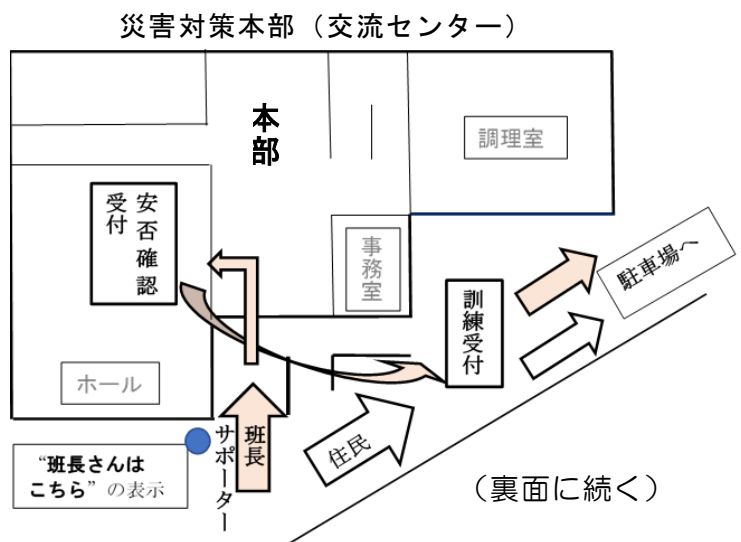 災害対策本部（交流センター）
本部
調理室
安否確認
受付
事務室
駐車場へ
訓練受付
ホール
班長
サポーター
住民
“班長さんは
こちら”の表示
（裏面に続く）